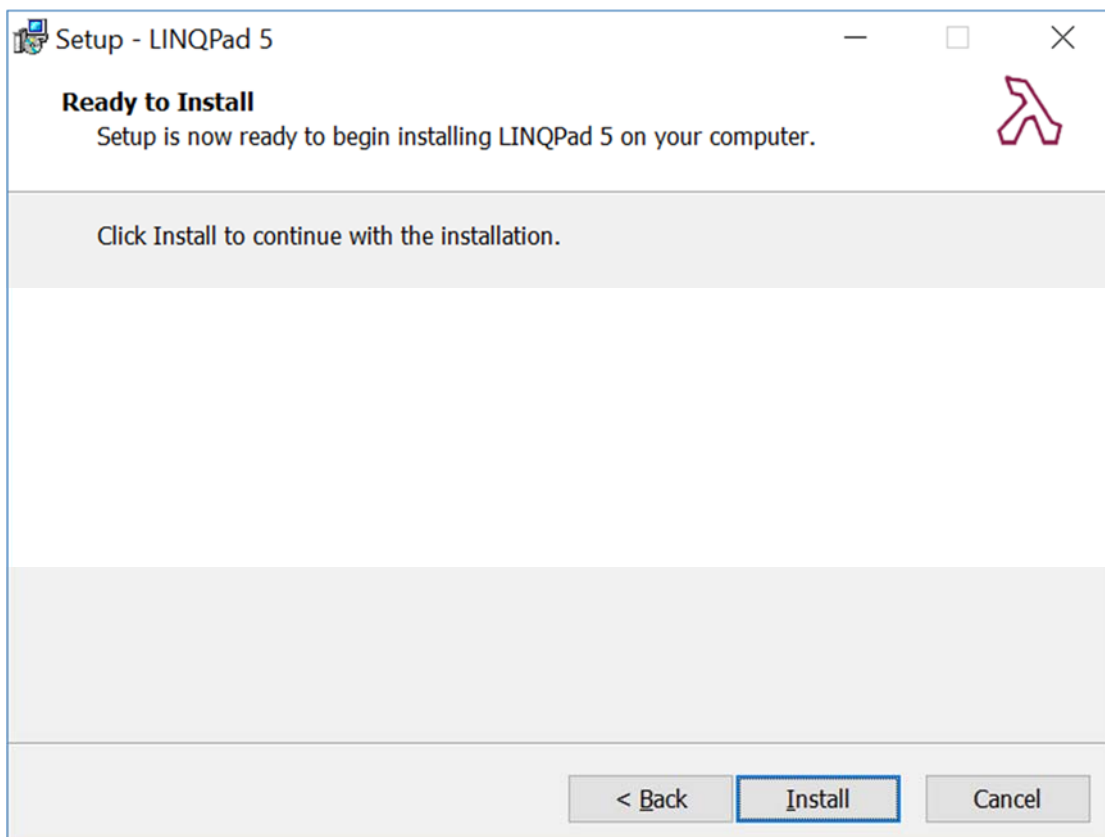 Setup - LINQPad 5
Ready to Install
Setup is now ready to begin installing LINQPad 5 on your computer.
Click Install to continue with the installation.
< Back Install Cancel